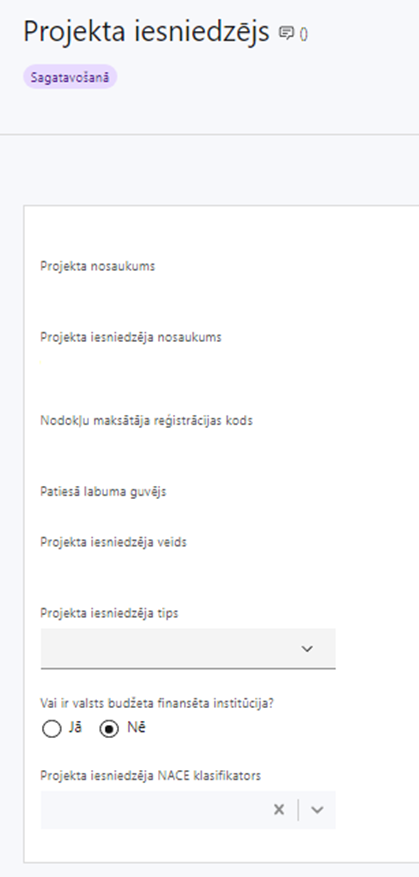 Projekta iesniedzējs 0
Sagatavošanā
Projekta nosaukums
Projekta iesniedzēja nosaukums
Nodokļu maksātāja reģistrācijas kods
Patiesā labuma guvējs
Projekta iesniedzēja veids
Projekta iesniedzēja tips
Vai ir valsts budžeta finansēta institūcija?
Jā Nē
Projekta iesniedzēja NACE klasifikators